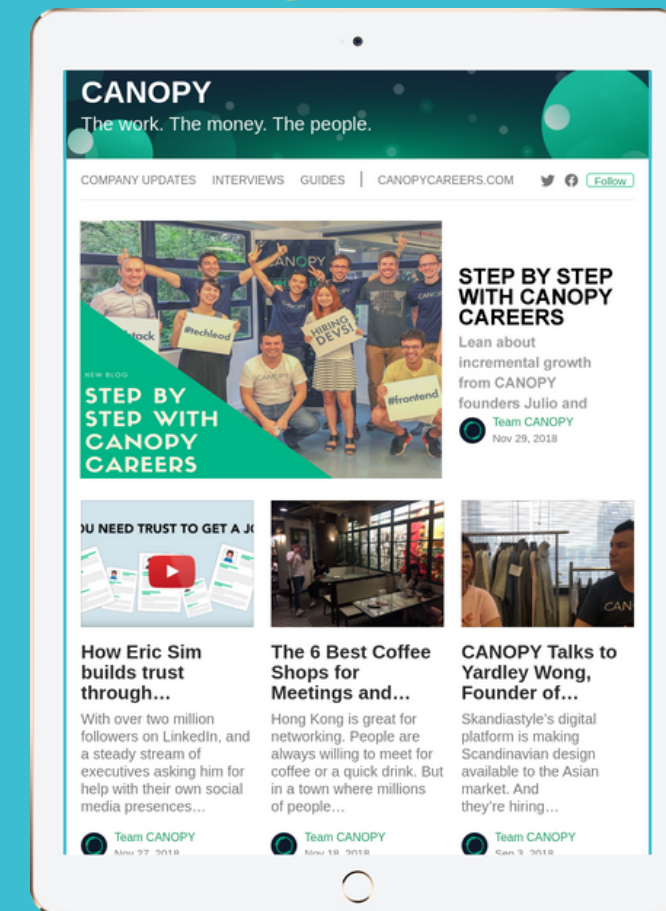 CANOPY
The work. The money. The people.
COMPANY UPDATES INTERVIEWS GUIDES | CANOPYCAREERS.COM Follow
CANOPY
#techlead
HIRING DEVS!
#frontend
NEW BLOG
STEP BY
STEP WITH
CANOPY
CAREERS
STEP BY STEP
WITH CANOPY
CAREERS
Lean about
incremental growth
from CANOPY
founders Julio and
Team CANOPY
Nov 29, 2018
OU NEED TRUST TO GET A JO
How Eric Sim
builds trust
through…
With over two million
followers on LinkedIn, and
a steady stream of
executives asking him for
help with their own social
media presences…
Team CANOPY
Nov 27, 2018
The 6 Best Coffee
Shops for
Meetings and…
Hong Kong is great for
networking. People are
always willing to meet for
coffee or a quick drink. But
in a town where millions
of people…
Team CANOPY
Nov 18, 2018
CAN
CANOPY Talks to
Yardley Wong,
Founder of…
Skandiastyle's digital
platform is making
Scandinavian design
available to the Asian
market. And
they're hiring…
Team CANOPY
Sep 3, 2018